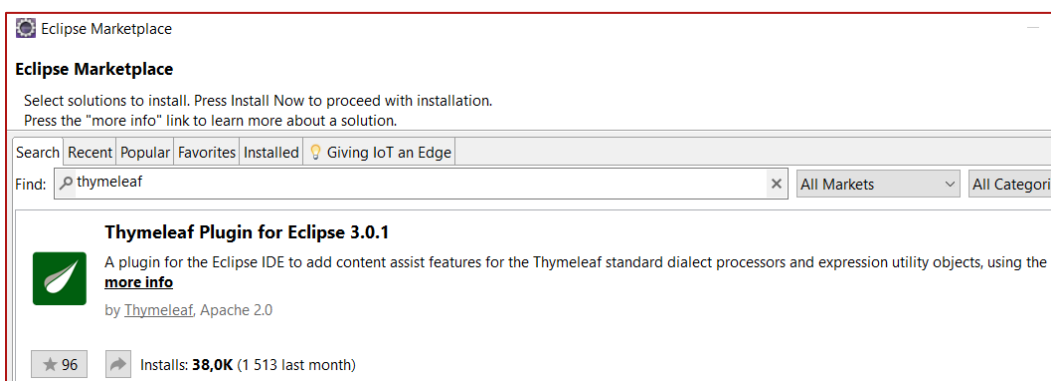 Eclipse Marketplace
Eclipse Marketplace
Select solutions to install. Press Install Now to proceed with installation.
Press the "more info" link to learn more about a solution.
Search Recent Popular Favorites Installed Giving IoT an Edge
Find: thymeleaf All Markets All Categori
Thymeleaf Plugin for Eclipse 3.0.1
A plugin for the Eclipse IDE to add content assist features for the Thymeleaf standard dialect processors and expression utility objects, using the
more info
by Thymeleaf, Apache 2.0
96 Installs: 38,0K (1 513 last month)